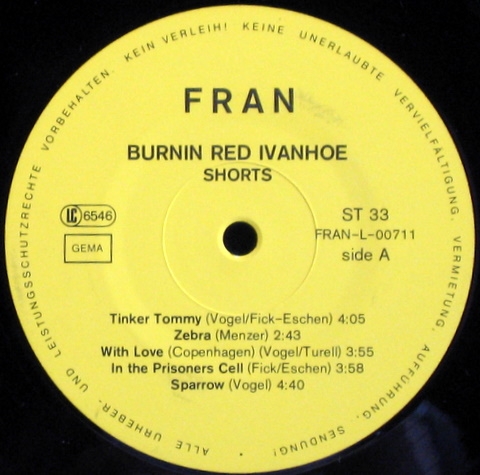 ALLE URHEBER- UND LEISTUNGSSCHUTZRECHTE VORBEHALTEN. KEIN VERLEIH! KEINE UNERLAUBTE VERVIELFÄLTIGUNG, VERMIETUNG, AUFFÜHRUNG, SENDUNG!
FRAN
BURNIN RED IVANHOE
SHORTS
LC 6546
GEMA
ST 33
FRAN-L-00711
side A
Tinker Tommy (Vogel/Fick-Eschen) 4:05
Zebra (Menzer) 2:43
With Love (Copenhagen) (Vogel/Turell) 3:55
In the Prisoners Cell (Fick/Eschen) 3:58
Sparrow (Vogel) 4:40